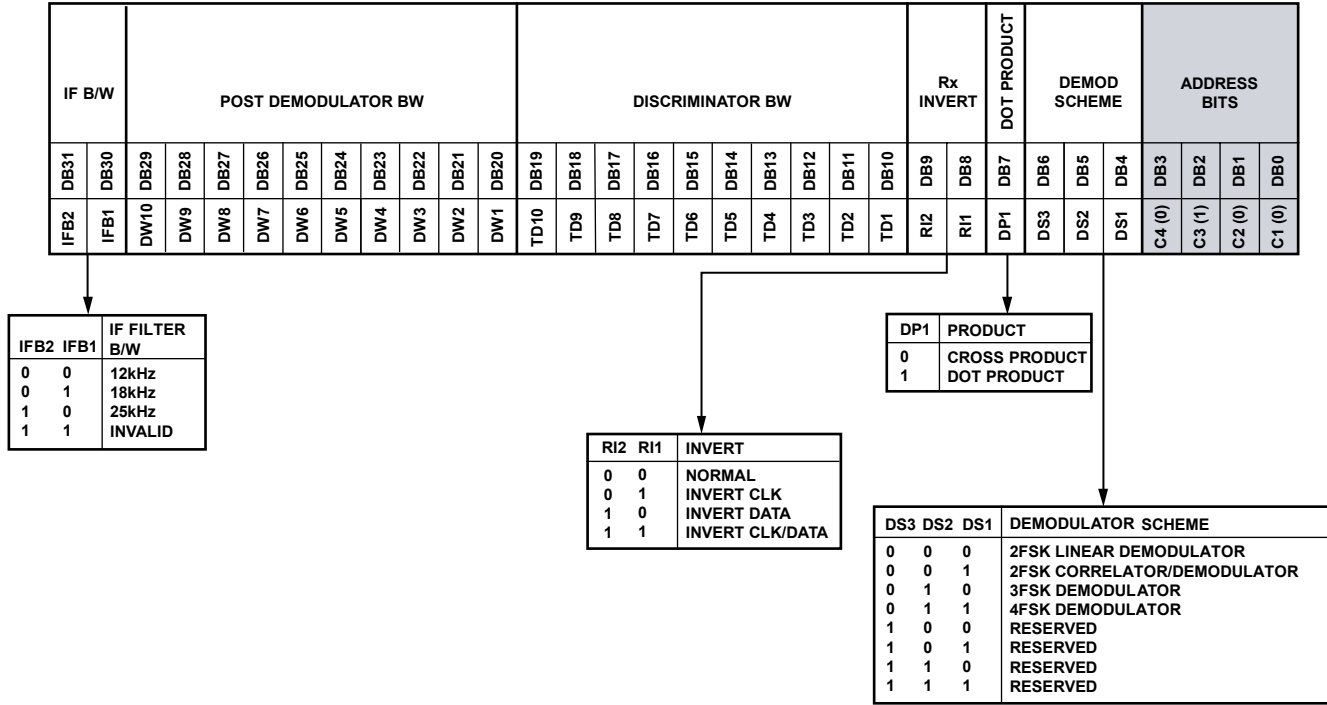 IF B/W POST DEMODULATOR BW DISCRIMINATOR BW Rx INVERT DOT PRODUCT DEMOD SCHEME ADDRESS BITS
DB31 DB30 DB29 DB28 DB27 DB26 DB25 DB24 DB23 DB22 DB21 DB20 DB19 DB18 DB17 DB16 DB15 DB14 DB13 DB12 DB11 DB10 DB9 DB8 DB7 DB6 DB5 DB4 DB3 DB2 DB1 DB0
IFB2 IFB1 DW10 DW9 DW8 DW7 DW6 DW5 DW4 DW3 DW2 DW1 TD10 TD9 TD8 TD7 TD6 TD5 TD4 TD3 TD2 TD1 RI2 RI1 DP1 DS3 DS2 DS1 C4 (0) C3 (1) C2 (0) C1 (0)
IFB2 IFB1 IF FILTER B/W
0 0 12kHz
0 1 18kHz
1 0 25kHz
1 1 INVALID
DP1 PRODUCT
0 CROSS PRODUCT
1 DOT PRODUCT
RI2 RI1 INVERT
0 0 NORMAL
0 1 INVERT CLK
1 0 INVERT DATA
1 1 INVERT CLK/DATA
DS3 DS2 DS1 DEMODULATOR SCHEME
0 0 0 2FSK LINEAR DEMODULATOR
0 0 1 2FSK CORRELATOR/DEMODULATOR
0 1 0 3FSK DEMODULATOR
0 1 1 4FSK DEMODULATOR
1 0 0 RESERVED
1 0 1 RESERVED
1 1 0 RESERVED
1 1 1 RESERVED